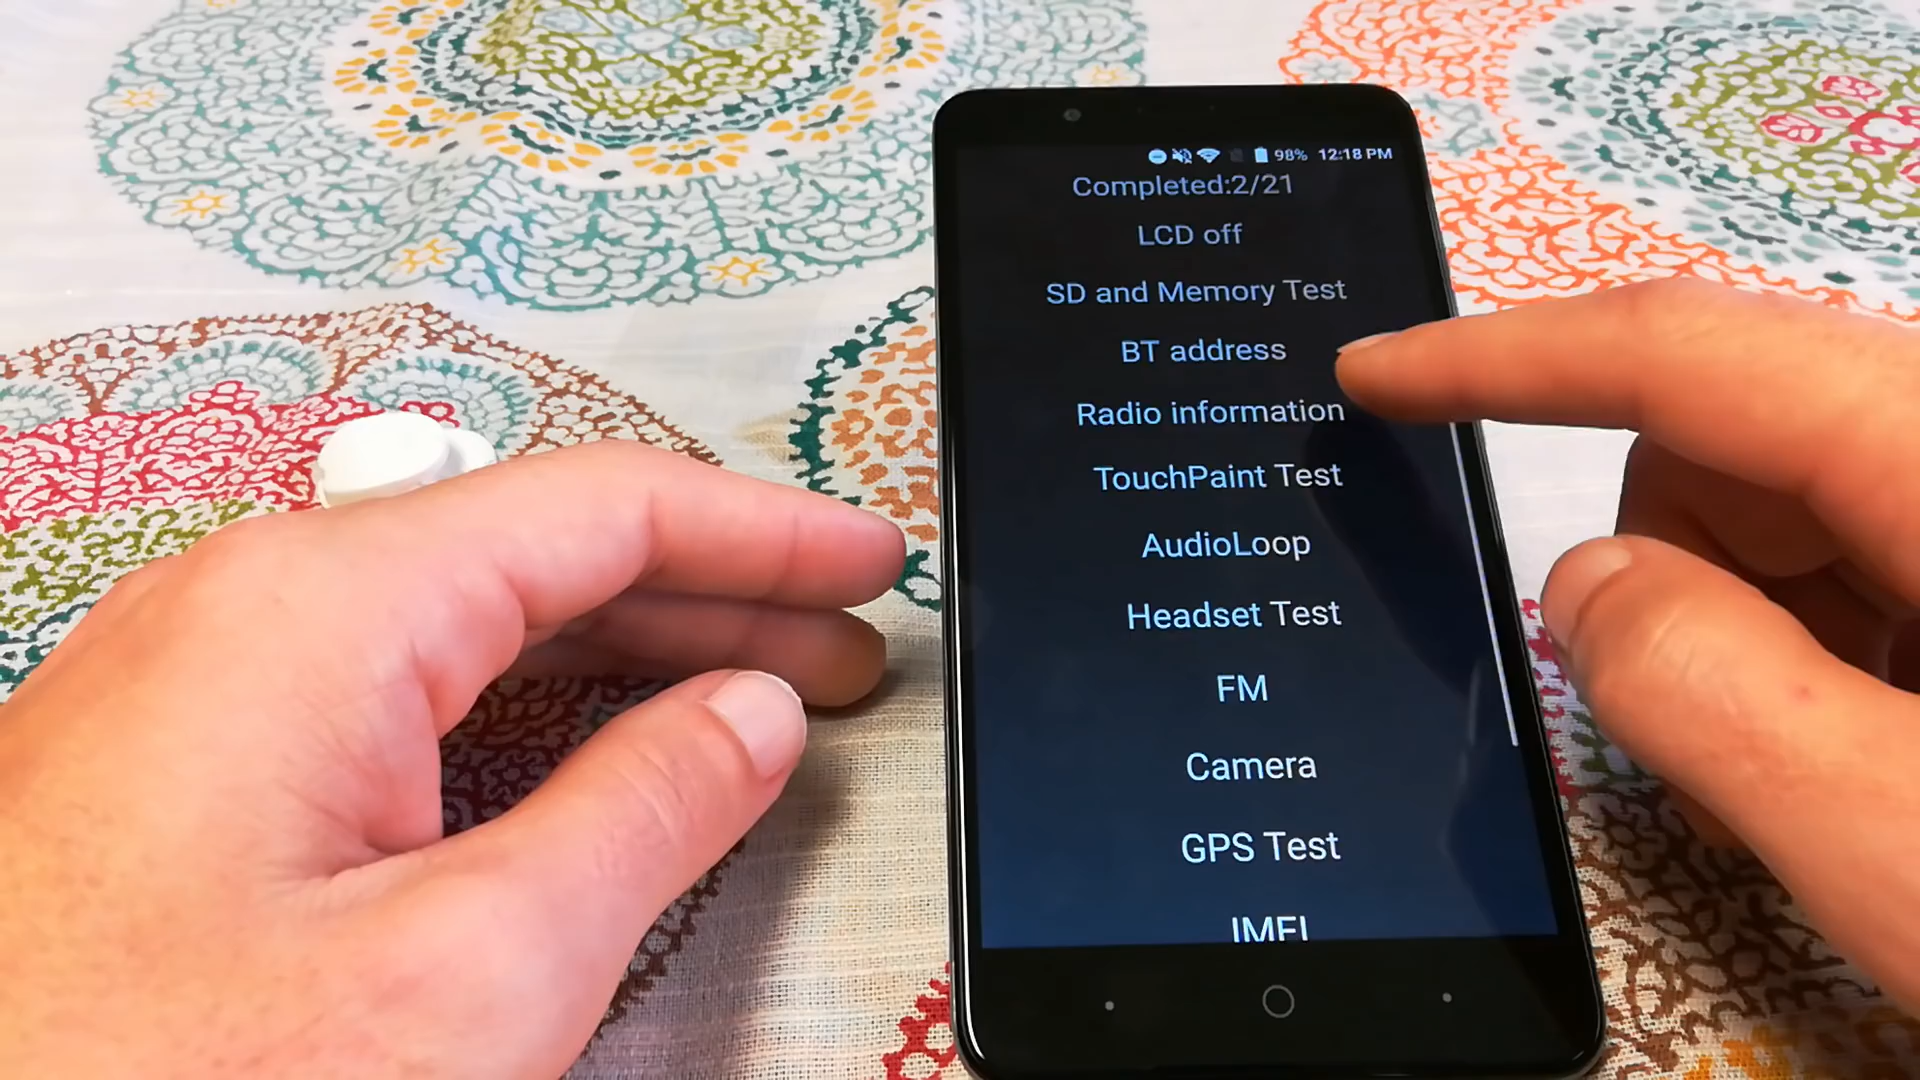 98% 12:18 PM
Completed:2/21
LCD off
SD and Memory Test
BT address
Radio information
TouchPaint Test
AudioLoop
Headset Test
FM
Camera
GPS Test
IMEI